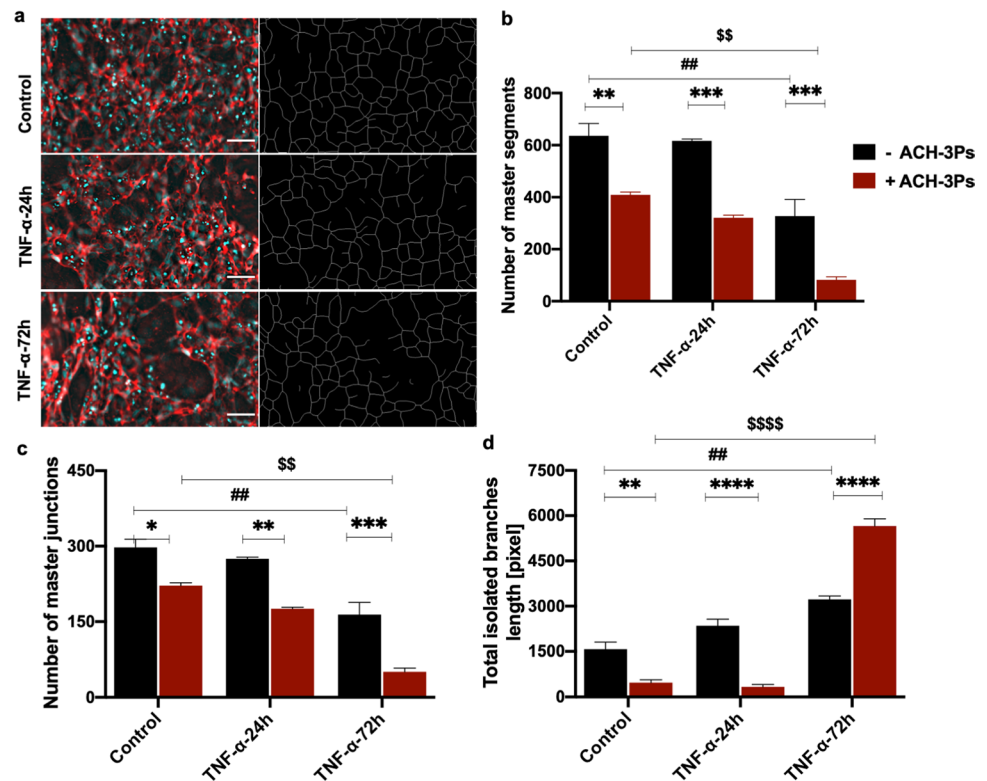 a
Control
TNF-α-24h
TNF-α-72h
b
$$
##
** *** ***
800
600
400
200
0
Number of master segments
Control TNF-α-24h TNF-α-72h
- ACH-3Ps
+ ACH-3Ps
c
$$
##
* ** ***
450
300
150
0
Number of master junctions
Control TNF-α-24h TNF-α-72h
d
$$$$
##
** **** ****
7500
6000
4500
3000
1500
0
Total isolated branches
length [pixel]
Control TNF-α-24h TNF-α-72h